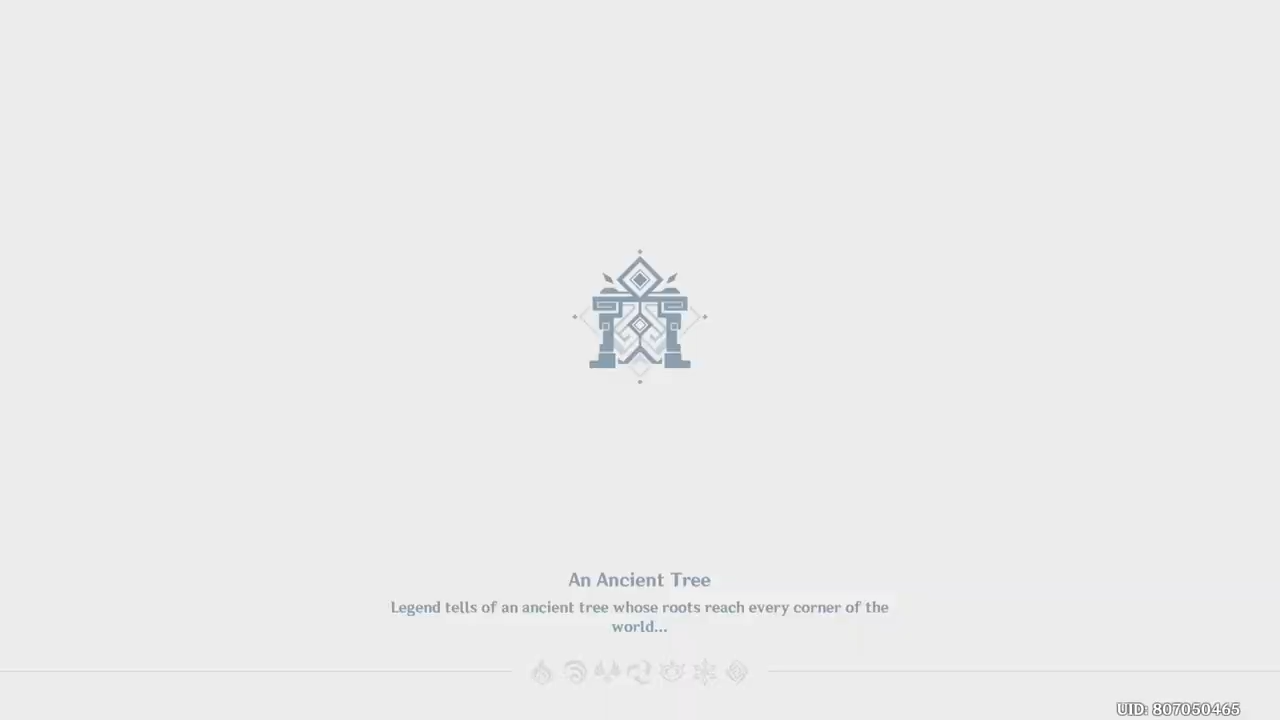 An Ancient Tree
Legend tells of an ancient tree whose roots reach every corner of the
world...
UID: 807050465